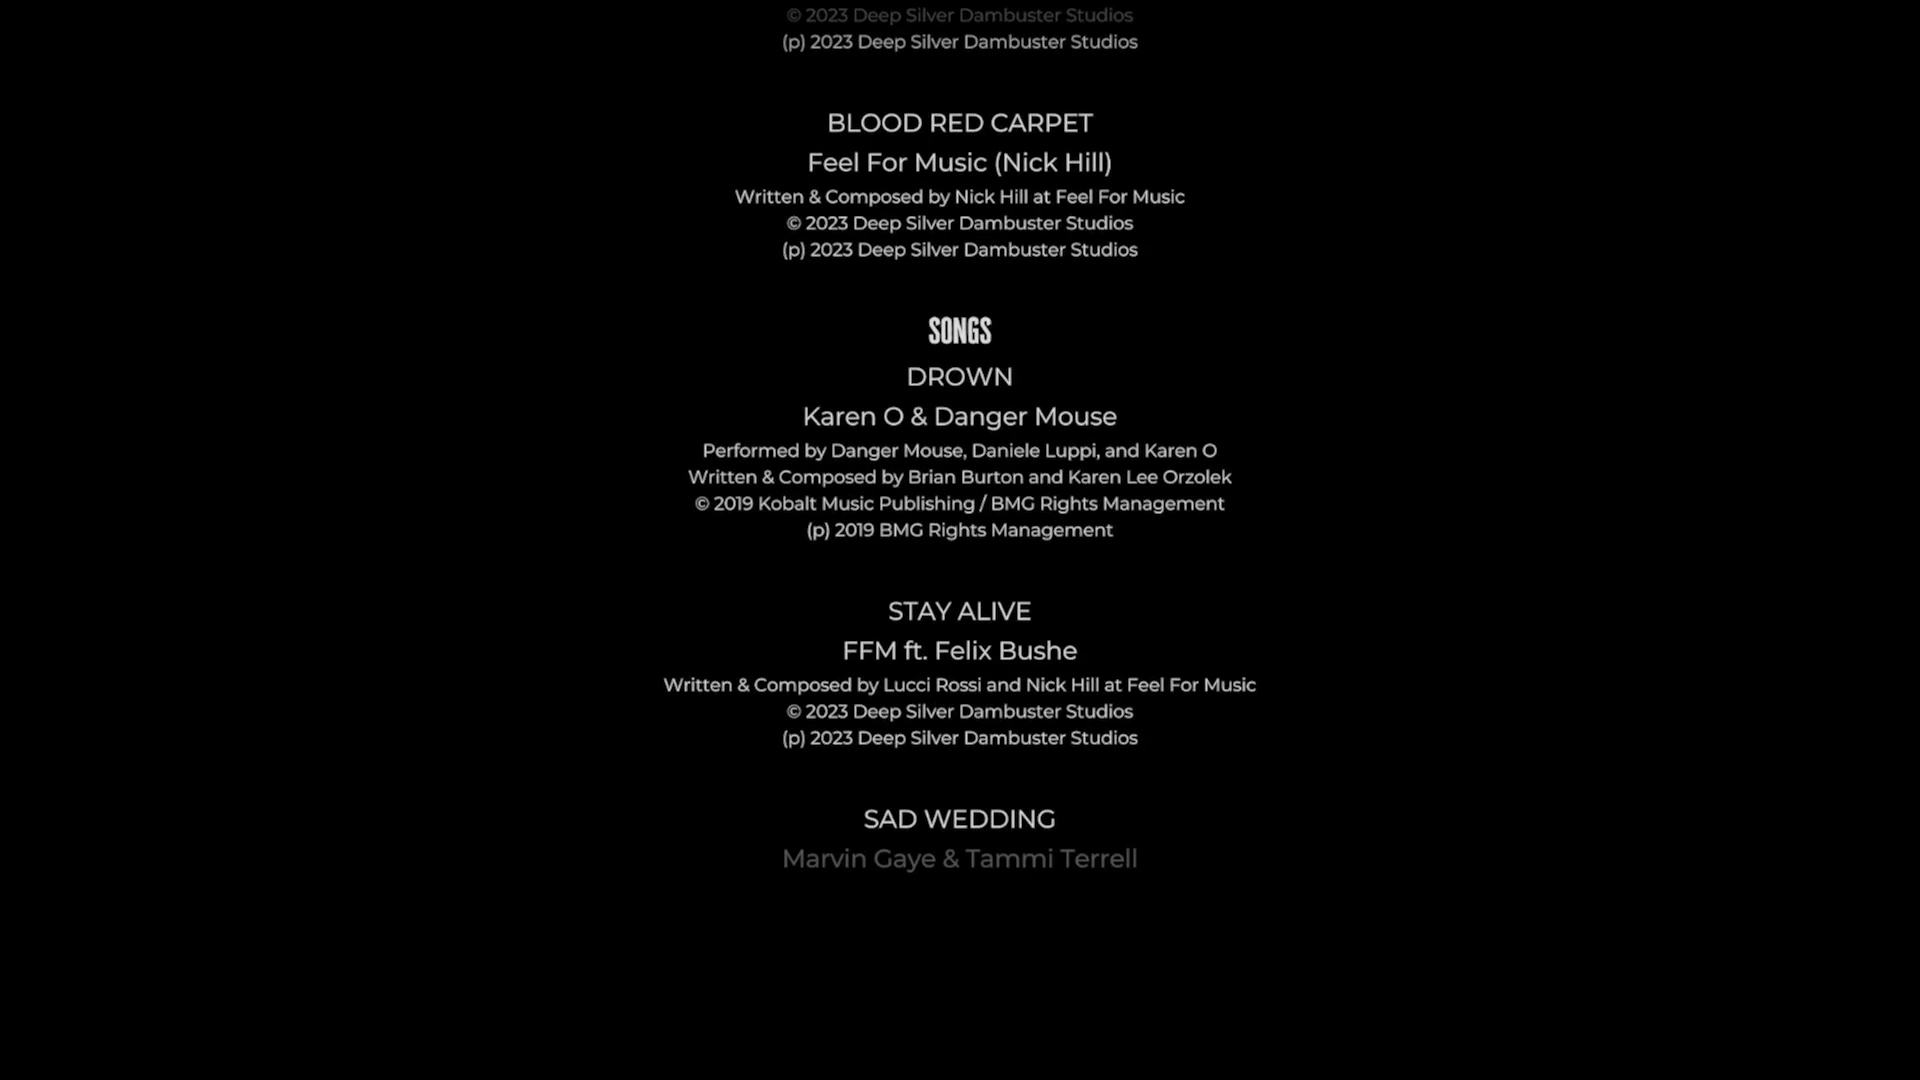 © 2023 Deep Silver Dambuster Studios
(p) 2023 Deep Silver Dambuster Studios
BLOOD RED CARPET
Feel For Music (Nick Hill)
Written & Composed by Nick Hill at Feel For Music
© 2023 Deep Silver Dambuster Studios
(p) 2023 Deep Silver Dambuster Studios
SONGS
DROWN
Karen O & Danger Mouse
Performed by Danger Mouse, Daniele Luppi, and Karen O
Written & Composed by Brian Burton and Karen Lee Orzolek
© 2019 Kobalt Music Publishing / BMG Rights Management
(p) 2019 BMG Rights Management
STAY ALIVE
FFM ft. Felix Bushe
Written & Composed by Lucci Rossi and Nick Hill at Feel For Music
© 2023 Deep Silver Dambuster Studios
(p) 2023 Deep Silver Dambuster Studios
SAD WEDDING
Marvin Gaye & Tammi Terrell